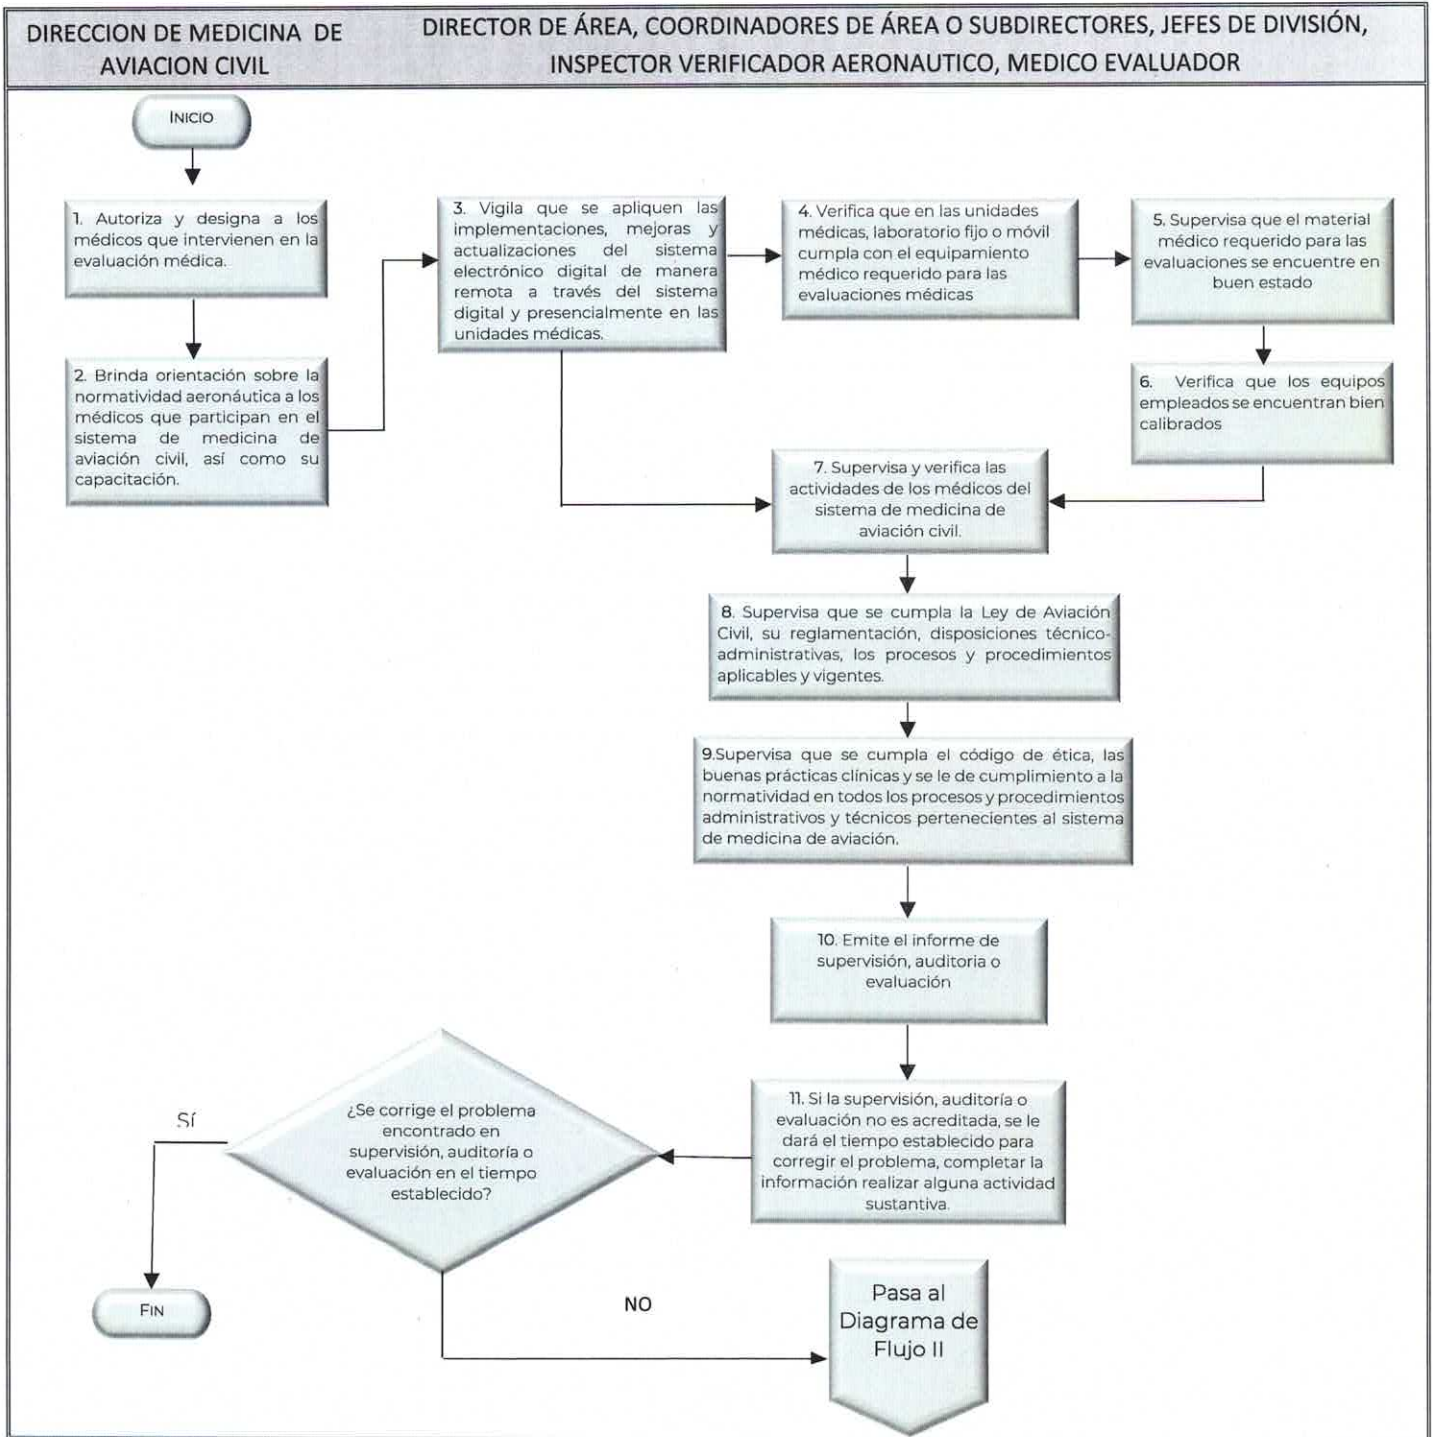 DIRECCION DE MEDICINA DE
AVIACION CIVIL
DIRECTOR DE ÁREA, COORDINADORES DE ÁREA O SUBDIRECTORES, JEFES DE DIVISIÓN,
INSPECTOR VERIFICADOR AERONAUTICO, MEDICO EVALUADOR
INICIO
1. Autoriza y designa a los
médicos que intervienen en la
evaluación médica.
2. Brinda orientación sobre la
normatividad aeronáutica a los
médicos que participan en el
sistema de medicina de
aviación civil, así como su
capacitación.
3. Vigila que se apliquen las
implementaciones, mejoras y
actualizaciones del sistema
electrónico digital de manera
remota a través del sistema
digital y presencialmente en las
unidades médicas.
4. Verifica que en las unidades
médicas, laboratorio fijo o móvil
cumpla con el equipamiento
médico requerido para las
evaluaciones médicas
5. Supervisa que el material
médico requerido para las
evaluaciones se encuentre en
buen estado
6. Verifica que los equipos
empleados se encuentran bien
calibrados
7. Supervisa y verifica las
actividades de los médicos del
sistema de medicina de
aviación civil.
8. Supervisa que se cumpla la Ley de Aviación
Civil, su reglamentación, disposiciones técnico-
administrativas, los procesos y procedimientos
aplicables y vigentes.
9.Supervisa que se cumpla el código de ética, las
buenas prácticas clínicas y se le de cumplimiento a la
normatividad en todos los procesos y procedimientos
administrativos y técnicos pertenecientes al sistema
de medicina de aviación.
10. Emite el informe de
supervisión, auditoria o
evaluación
11. Si la supervisión, auditoría o
evaluación no es acreditada, se le
dará el tiempo establecido para
corregir el problema, completar la
información realizar alguna actividad
sustantiva.
¿Se corrige el problema
encontrado en
supervisión, auditoría o
evaluación en el tiempo
establecido?
Sí
FIN
NO
Pasa al
Diagrama de
Flujo II